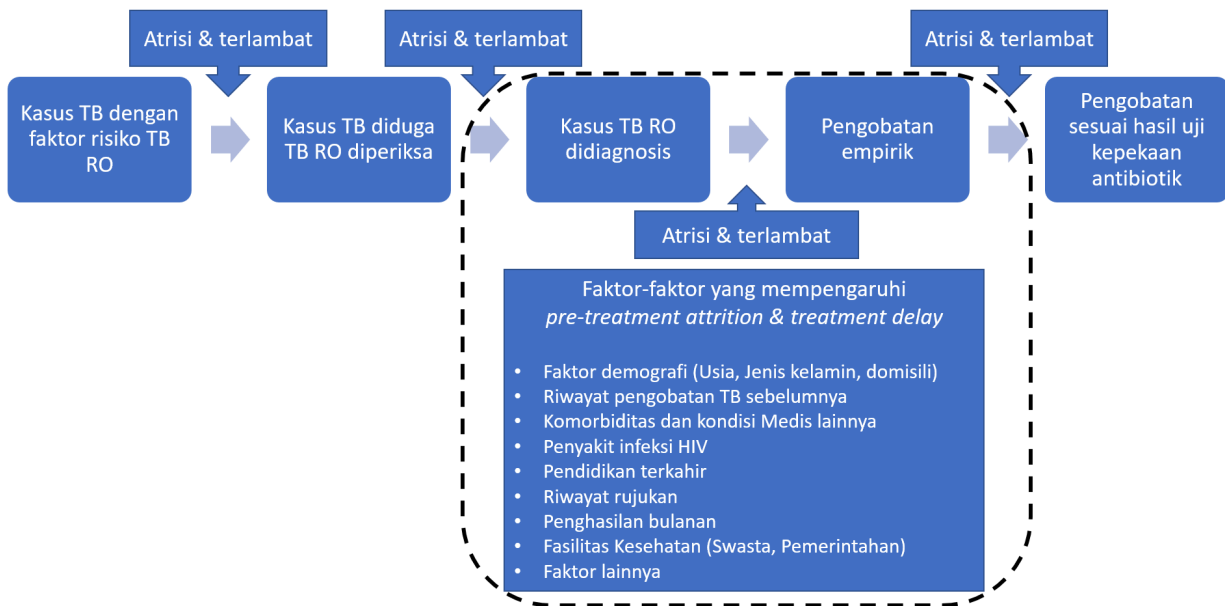 Atrisi & terlambat
Atrisi & terlambat
Atrisi & terlambat
Kasus TB dengan
faktor risiko TB
RO
Kasus TB diduga
TB RO diperiksa
Kasus TB RO
didiagnosis
Pengobatan
empirik
Pengobatan
sesuai hasil uji
kepekaan
antibiotik
Atrisi & terlambat
Faktor-faktor yang mempengaruhi
pre-treatment attrition & treatment delay
• Faktor demografi (Usia, Jenis kelamin, domisili)
• Riwayat pengobatan TB sebelumnya
• Komorbiditas dan kondisi Medis lainnya
• Penyakit infeksi HIV
• Pendidikan terkahir
• Riwayat rujukan
• Penghasilan bulanan
• Fasilitas Kesehatan (Swasta, Pemerintahan)
• Faktor lainnya